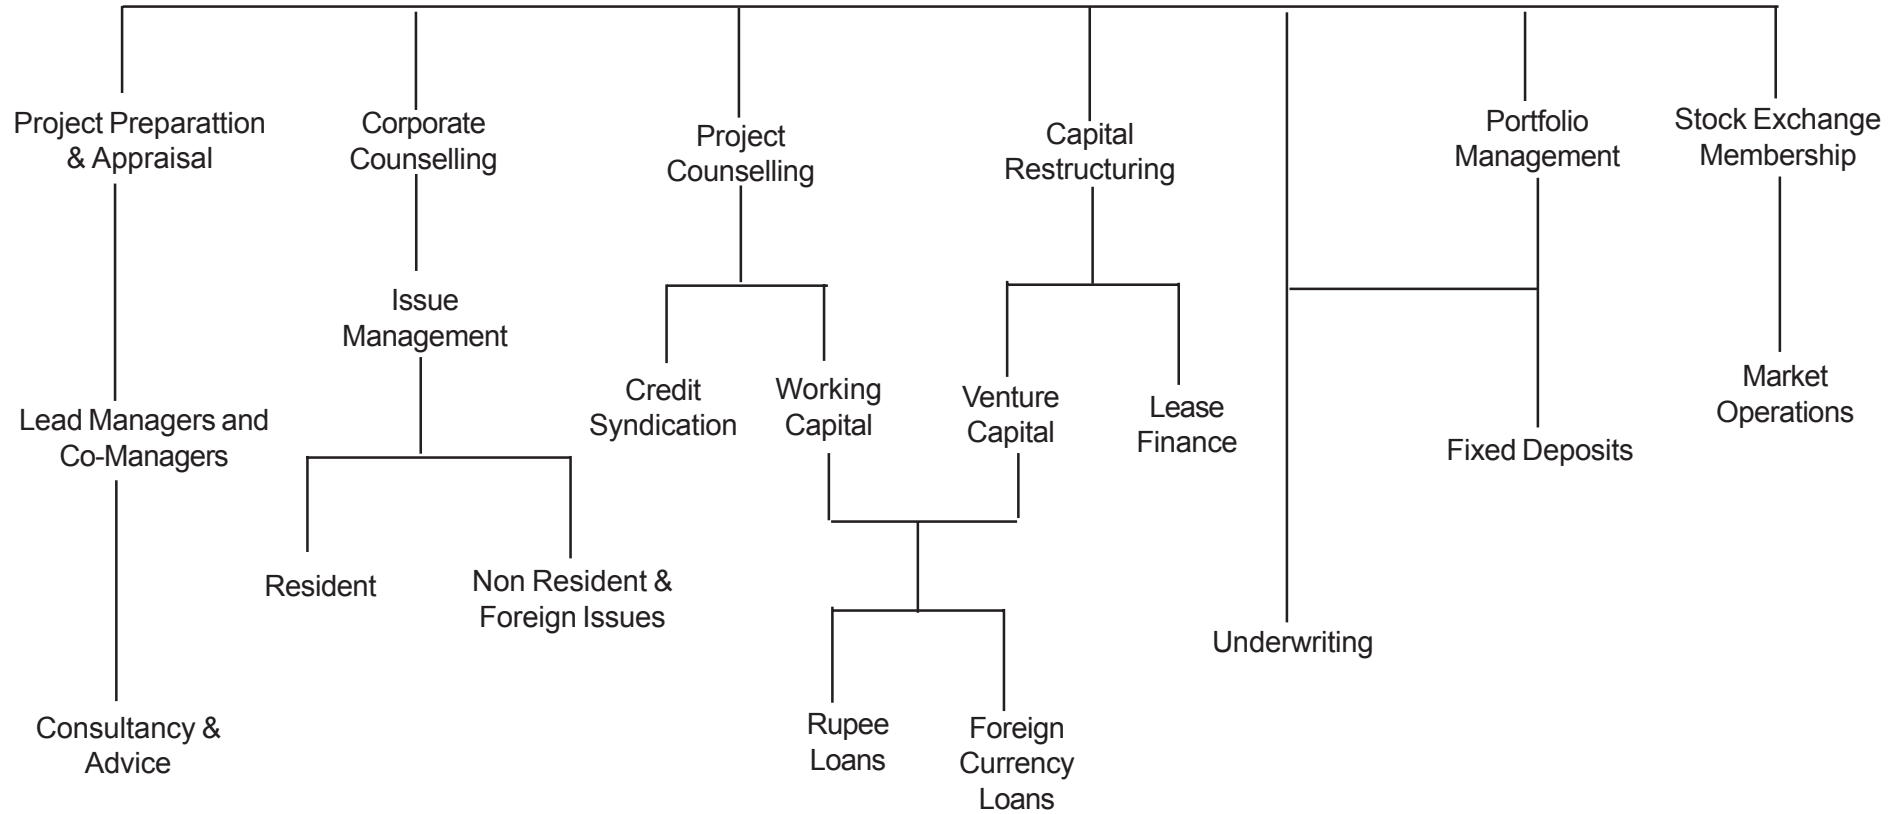 Project Preparattion
& Appraisal
Corporate
Counselling
Project
Counselling
Capital
Restructuring
Portfolio
Management
Stock Exchange
Membership
Issue
Management
Credit
Syndication
Working
Capital
Venture
Capital
Lease
Finance
Market
Operations
Lead Managers and
Co-Managers
Fixed Deposits
Resident
Non Resident &
Foreign Issues
Underwriting
Consultancy &
Advice
Rupee
Loans
Foreign
Currency
Loans